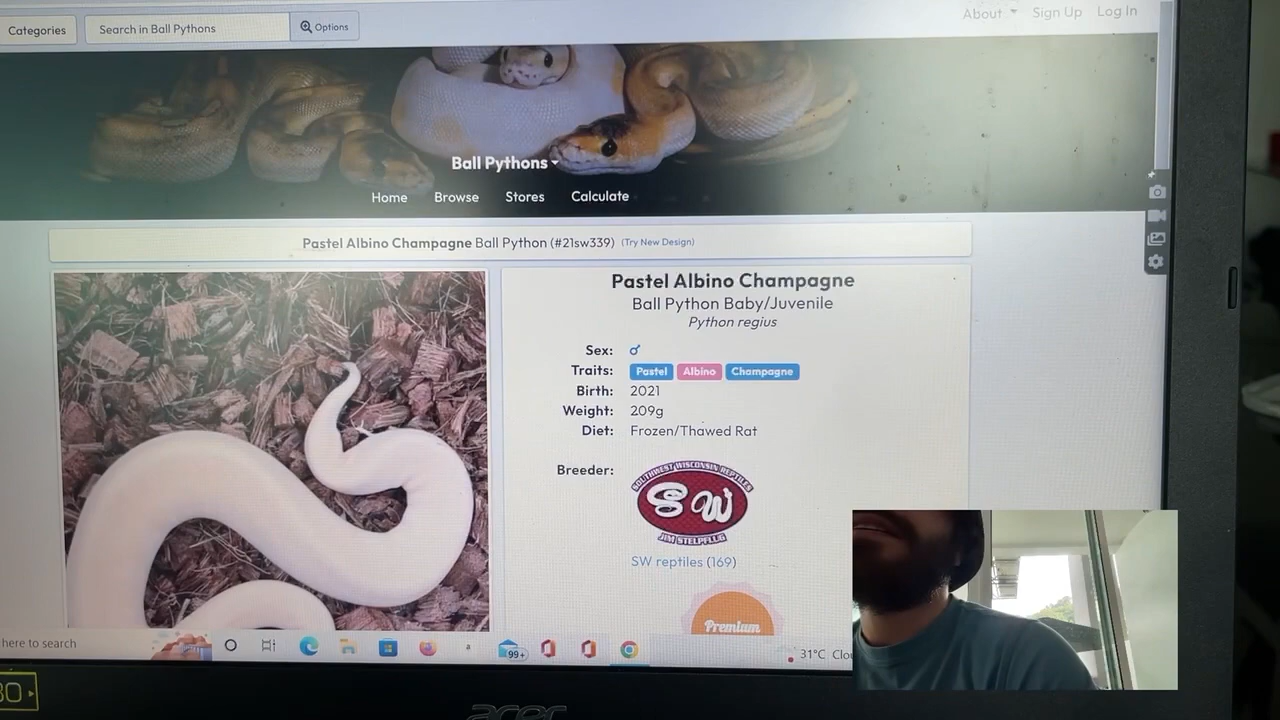 Categories
Search in Ball Pythons
Options
About
Sign Up
Log In
Ball Pythons
Home
Browse
Stores
Calculate
Pastel Albino Champagne Ball Python (#21sw339) (Try New Design)
Pastel Albino Champagne
Ball Python Baby/Juvenile
Python regius
Sex: ♂
Traits: Pastel Albino Champagne
Birth: 2021
Weight: 209g
Diet: Frozen/Thawed Rat
Breeder:
SOUTHWEST WISCONSIN REPTILES
SW
JIM STELPFLUG
SW reptiles (169)
Premium
here to search
99+
31°C
acer